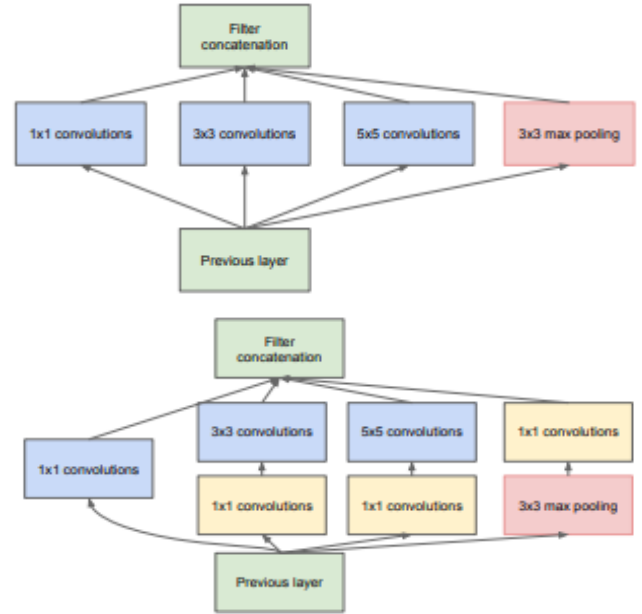 Filter
concatenation
1x1 convolutions
3x3 convolutions
5x5 convolutions
3x3 max pooling
Previous layer
Filter
concatenation
3x3 convolutions
5x5 convolutions
1x1 convolutions
1x1 convolutions
1x1 convolutions
1x1 convolutions
3x3 max pooling
Previous layer